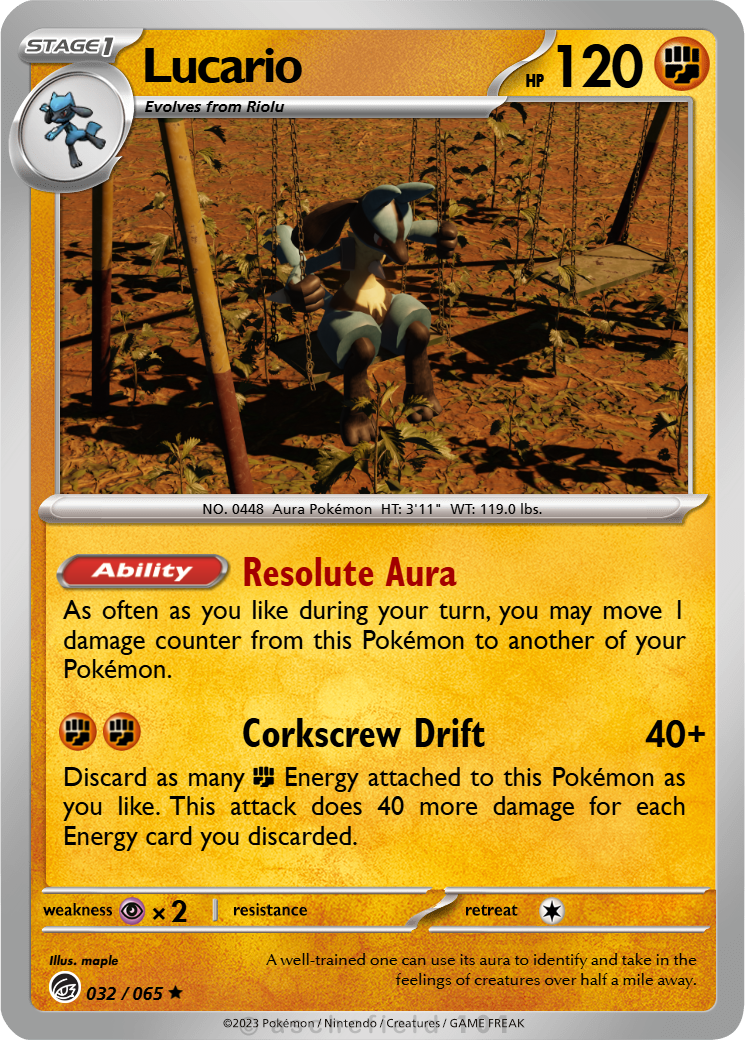 STAGE 1
Lucario
HP 120
Evolves from Riolu
NO. 0448 Aura Pokémon HT: 3'11" WT: 119.0 lbs.
Ability Resolute Aura
As often as you like during your turn, you may move 1
damage counter from this Pokémon to another of your
Pokémon.
Corkscrew Drift 40+
Discard as many Energy attached to this Pokémon as
you like. This attack does 40 more damage for each
Energy card you discarded.
weakness ×2 resistance retreat
Illus. maple
A well-trained one can use its aura to identify and take in the
feelings of creatures over half a mile away.
032 / 065 ★
©2023 Pokémon / Nintendo / Creatures / GAME FREAK